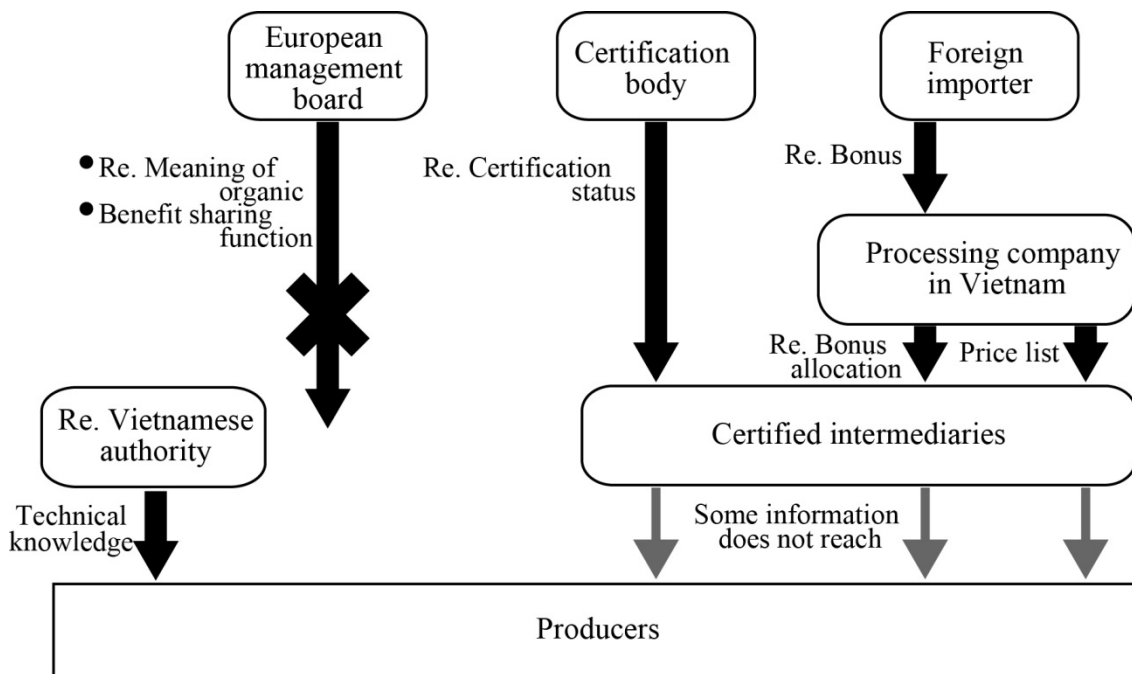 European
management
board
Certification
body
Foreign
importer
● Re. Meaning of
organic
● Benefit sharing
function
Re. Certification
status
Re. Bonus
Processing company
in Vietnam
Re. Bonus
allocation
Price list
Re. Vietnamese
authority
Certified intermediaries
Technical
knowledge
Some information
does not reach
Producers